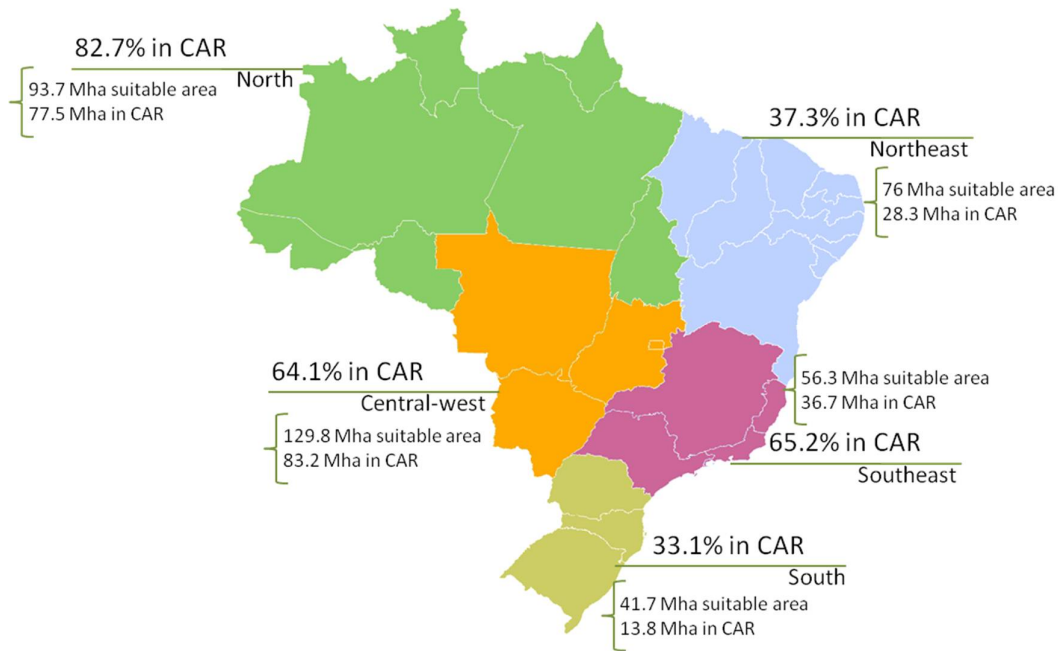 82.7% in CAR
North
93.7 Mha suitable area
77.5 Mha in CAR
37.3% in CAR
Northeast
76 Mha suitable area
28.3 Mha in CAR
64.1% in CAR
Central-west
129.8 Mha suitable area
83.2 Mha in CAR
56.3 Mha suitable area
36.7 Mha in CAR
65.2% in CAR
Southeast
33.1% in CAR
South
41.7 Mha suitable area
13.8 Mha in CAR